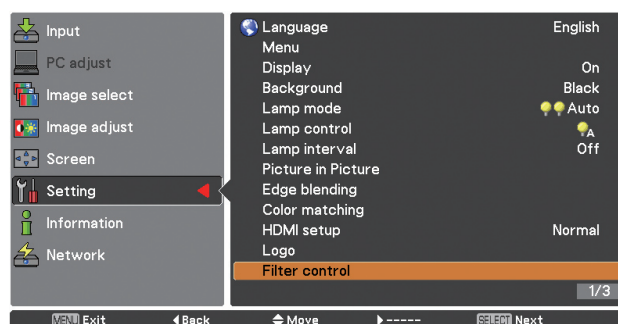 Input
PC adjust
Image select
Image adjust
Screen
Setting
Information
Network
Language English
Menu
Display On
Background Black
Lamp mode Auto
Lamp control A
Lamp interval Off
Picture in Picture
Edge blending
Color matching
HDMI setup Normal
Logo
Filter control
1/3
MENU Exit Back Move ----- SELECT Next